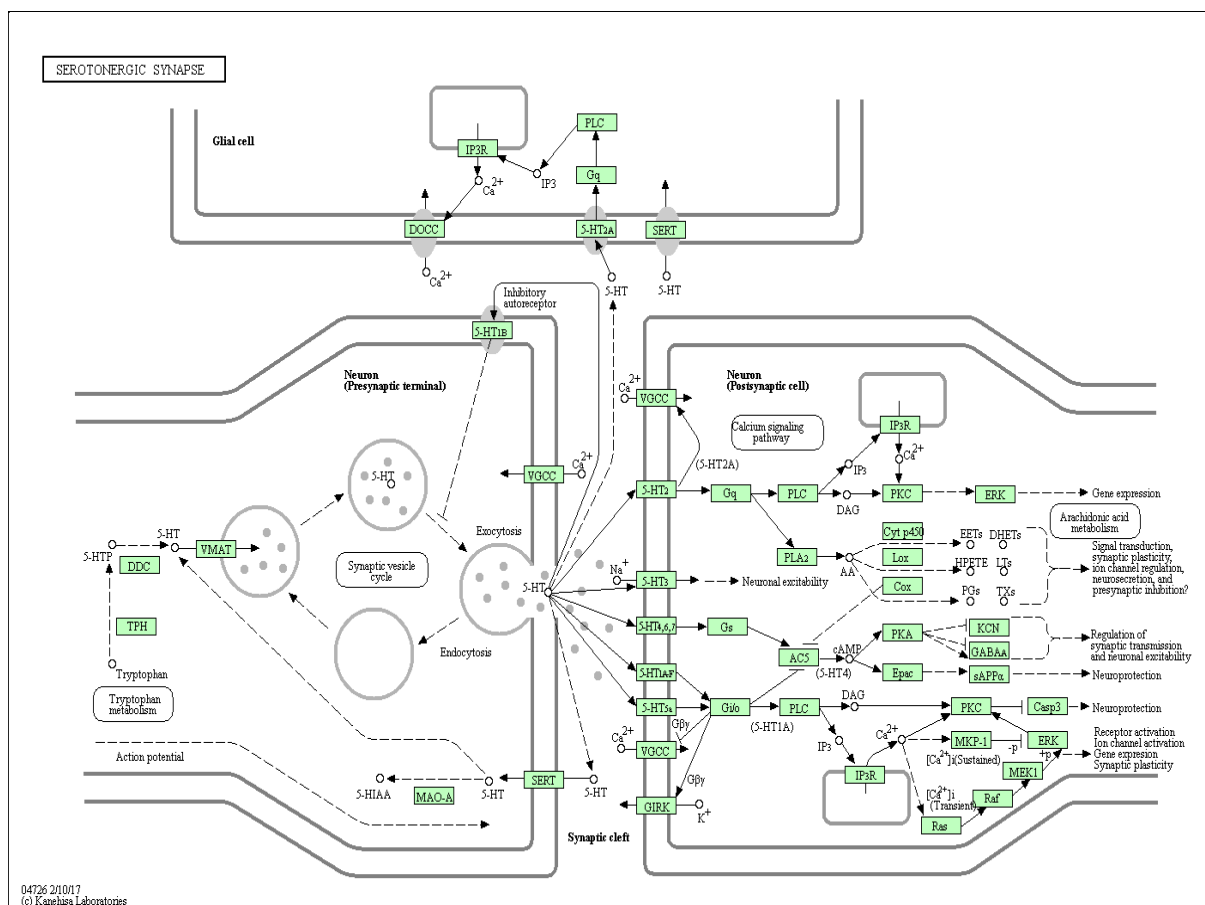 SEROTONERGIC SYNAPSE
Glial cell
PLC
IP3R
IP3
Ca2+
Gq
DOCC
5-HT2A
SERT
Ca2+
5-HT
5-HT
Inhibitory
autoreceptor
5-HT1B
Neuron
(Presynaptic terminal)
Neuron
(Postsynaptic cell)
Ca2+
VGCC
Calcium signaling
pathway
IP3R
(5-HT2A)
IP3
Ca2+
5-HT
VGCC
Ca2+
5-HT2
Gq
PLC
DAG
PKC
ERK
Gene expression
Exocytosis
Arachidonic acid
metabolism
5-HTP
5-HT
VMAT
DDC
Synaptic vesicle
cycle
PLA2
AA
Cyt p450
Lox
Cox
EETs
DHETs
HPETE
LTs
PGs
TXs
Signal transduction,
synaptic plasticity,
ion channel regulation,
neurosecretion, and
presynaptic inhibition?
5-HT
Na+
5-HT3
Neuronal excitability
TPH
Endocytosis
5-HT4,6,7
Gs
AC5
cAMP
(5-HT4)
PKA
KCN
GABAA
Regulation of
synaptic transmission
and neuronal excitability
Epac
sAPPα
Neuroprotection
Tryptophan
Tryptophan
metabolism
5-HT1A-F
5-HT5a
Gi/o
(5-HT1A)
PLC
DAG
PKC
Casp3
Neuroprotection
Gβγ
Ca2+
VGCC
IP3
Ca2+
MKP-1
-p
ERK
+p
[Ca2+]i(Sustained)
Receptor activation
Ion channel activation
Gene expresion
Synaptic plasticity
Action potential
5-HIAA
MAO-A
5-HT
SERT
5-HT
Gβγ
GIRK
K+
IP3R
[Ca2+]i
(Transient)
MEK1
Raf
Ras
Synaptic cleft
04726 2/10/17
(c) Kanehisa Laboratories